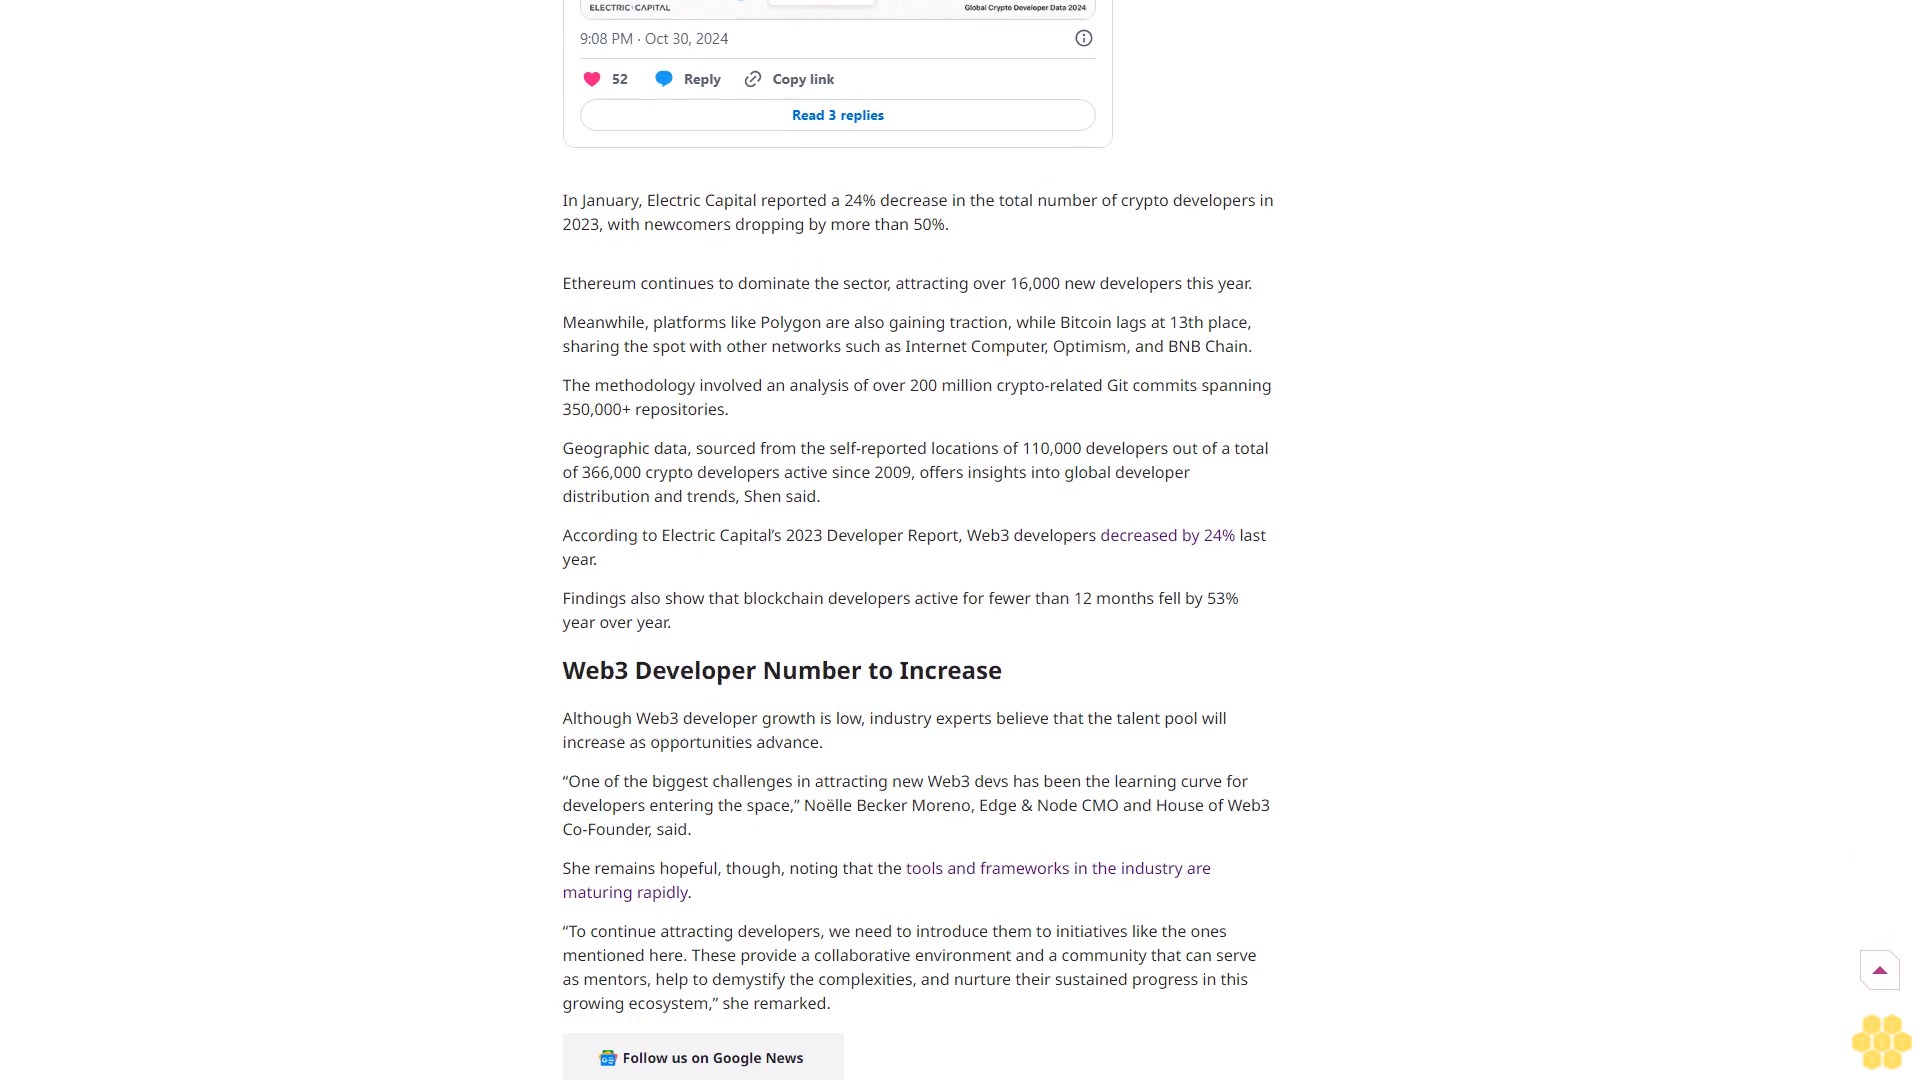 ELECTRIC CAPITAL
Global Crypto Developer Data 2024
9:08 PM · Oct 30, 2024
52
Reply
Copy link
Read 3 replies
In January, Electric Capital reported a 24% decrease in the total number of crypto developers in
2023, with newcomers dropping by more than 50%.
Ethereum continues to dominate the sector, attracting over 16,000 new developers this year.
Meanwhile, platforms like Polygon are also gaining traction, while Bitcoin lags at 13th place,
sharing the spot with other networks such as Internet Computer, Optimism, and BNB Chain.
The methodology involved an analysis of over 200 million crypto-related Git commits spanning
350,000+ repositories.
Geographic data, sourced from the self-reported locations of 110,000 developers out of a total
of 366,000 crypto developers active since 2009, offers insights into global developer
distribution and trends, Shen said.
According to Electric Capital’s 2023 Developer Report, Web3 developers decreased by 24% last
year.
Findings also show that blockchain developers active for fewer than 12 months fell by 53%
year over year.
Web3 Developer Number to Increase
Although Web3 developer growth is low, industry experts believe that the talent pool will
increase as opportunities advance.
“One of the biggest challenges in attracting new Web3 devs has been the learning curve for
developers entering the space,” Noëlle Becker Moreno, Edge & Node CMO and House of Web3
Co-Founder, said.
She remains hopeful, though, noting that the tools and frameworks in the industry are
maturing rapidly.
“To continue attracting developers, we need to introduce them to initiatives like the ones
mentioned here. These provide a collaborative environment and a community that can serve
as mentors, help to demystify the complexities, and nurture their sustained progress in this
growing ecosystem,” she remarked.
Follow us on Google News